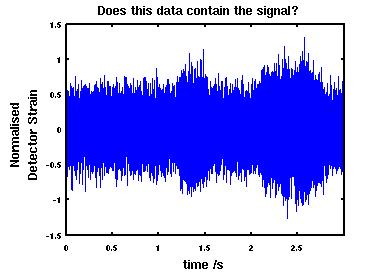 Does this data contain the signal?
1.5
1
0.5
0
-0.5
-1
-1.5
Normalised
Detector Strain
0 0.5 1 1.5 2 2.5
time /s